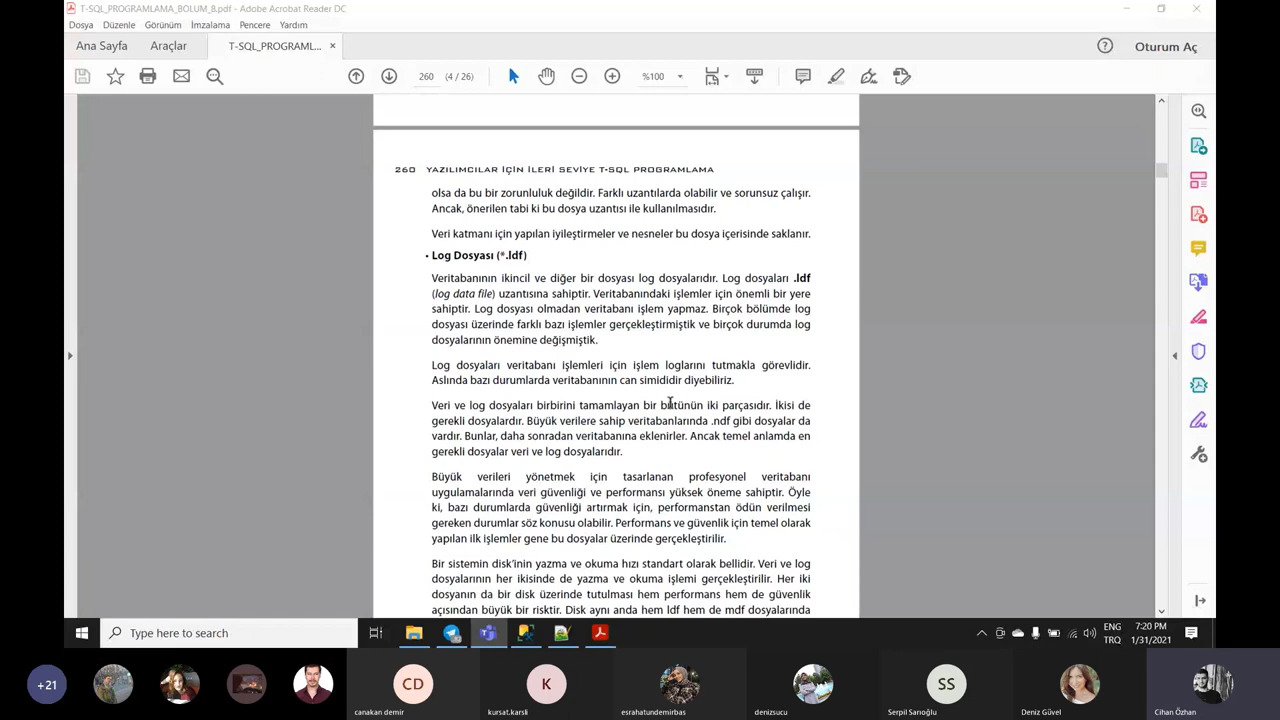 T-SQL_PROGRAMLAMA_BOLUM_8.pdf - Adobe Acrobat Reader DC
Dosya Düzenle Görünüm İmzalama Pencere Yardım
Ana Sayfa Araçlar T-SQL_PROGRAML... Oturum Aç
260 (4 / 26) %100
260 YAZILIMCILAR İÇİN İLERİ SEVİYE T-SQL PROGRAMLAMA
olsa da bu bir zorunluluk değildir. Farklı uzantılarda olabilir ve sorunsuz çalışır.
Ancak, önerilen tabi ki bu dosya uzantısı ile kullanılmasıdır.
Veri katmanı için yapılan iyileştirmeler ve nesneler bu dosya içerisinde saklanır.
• Log Dosyası (*.ldf)
Veritabanının ikincil ve diğer bir dosyası log dosyalarıdır. Log dosyaları .ldf
(log data file) uzantısına sahiptir. Veritabanındaki işlemler için önemli bir yere
sahiptir. Log dosyası olmadan veritabanı işlem yapmaz. Birçok bölümde log
dosyası üzerinde farklı bazı işlemler gerçekleştirmiştik ve birçok durumda log
dosyalarının önemine değişmiştik.
Log dosyaları veritabanı işlemleri için işlem loglarını tutmakla görevlidir.
Aslında bazı durumlarda veritabanının can simididir diyebiliriz.
Veri ve log dosyaları birbirini tamamlayan bir bütünün iki parçasıdır. İkisi de
gerekli dosyalardır. Büyük verilere sahip veritabanlarında .ndf gibi dosyalar da
vardır. Bunlar, daha sonradan veritabanına eklenirler. Ancak temel anlamda en
gerekli dosyalar veri ve log dosyalarıdır.
Büyük verileri yönetmek için tasarlanan profesyonel veritabanı
uygulamalarında veri güvenliği ve performansı yüksek öneme sahiptir. Öyle
ki, bazı durumlarda güvenliği artırmak için, performanstan ödün verilmesi
gereken durumlar söz konusu olabilir. Performans ve güvenlik için temel olarak
yapılan ilk işlemler gene bu dosyalar üzerinde gerçekleştirilir.
Bir sistemin disk'inin yazma ve okuma hızı standart olarak bellidir. Veri ve log
dosyalarının her ikisinde de yazma ve okuma işlemi gerçekleştirilir. Her iki
dosyanın da bir disk üzerinde tutulması hem performans hem de güvenlik
açısından büyük bir risktir. Disk aynı anda hem ldf hem de mdf dosyalarında
Type here to search
ENG 7:20 PM
TRQ 1/31/2021
+21 CD K SS
canakan demir kursat.karsli esrahatundemirbas denizsucu Serpil Sarıoğlu Deniz Güvel Cihan Özhan